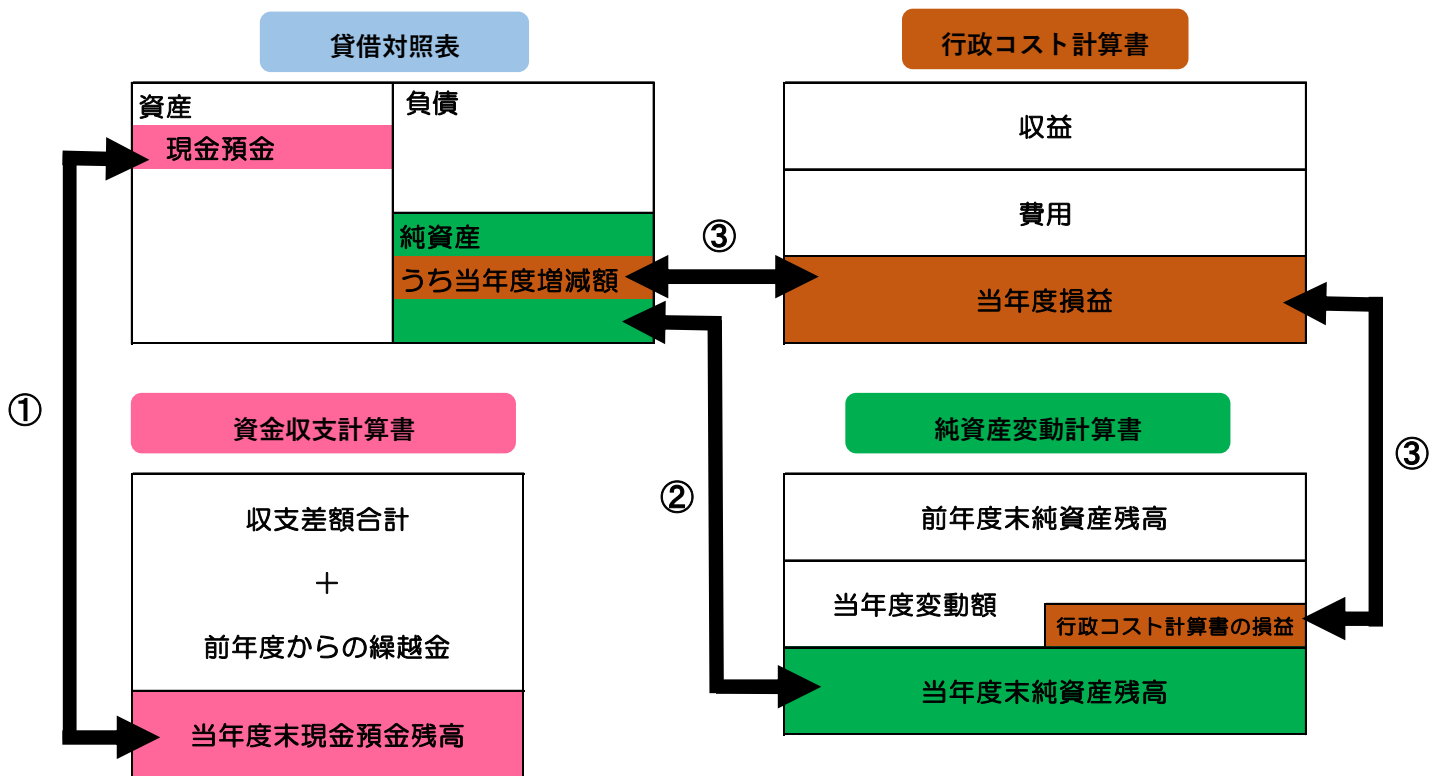 貸借対照表
行政コスト計算書
資産
負債
現金預金
純資産
うち当年度増減額
③
収益
費用
当年度損益
①
資金収支計算書
純資産変動計算書
②
③
収支差額合計
＋
前年度からの繰越金
当年度末現金預金残高
前年度末純資産残高
当年度変動額
行政コスト計算書の損益
当年度末純資産残高